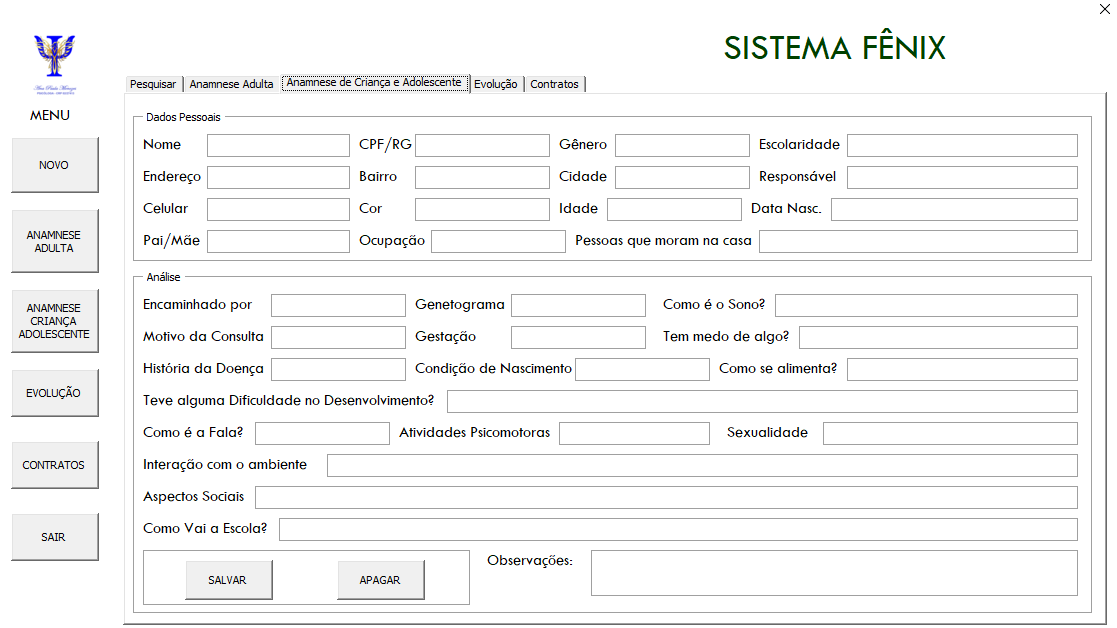 SISTEMA FÊNIX
Pesquisar Anamnese Adulta Anamnese de Criança e Adolescente Evolução Contratos
MENU
NOVO
ANAMNESE
ADULTA
ANAMNESE
CRIANÇA
ADOLESCENTE
EVOLUÇÃO
CONTRATOS
SAIR
Dados Pessoais
Nome CPF/RG Gênero Escolaridade
Endereço Bairro Cidade Responsável
Celular Cor Idade Data Nasc.
Pai/Mãe Ocupação Pessoas que moram na casa
Análise
Encaminhado por Genetograma Como é o Sono?
Motivo da Consulta Gestação Tem medo de algo?
História da Doença Condição de Nascimento Como se alimenta?
Teve alguma Dificuldade no Desenvolvimento?
Como é a Fala? Atividades Psicomotoras Sexualidade
Interação com o ambiente
Aspectos Sociais
Como Vai a Escola?
Observações:
SALVAR APAGAR